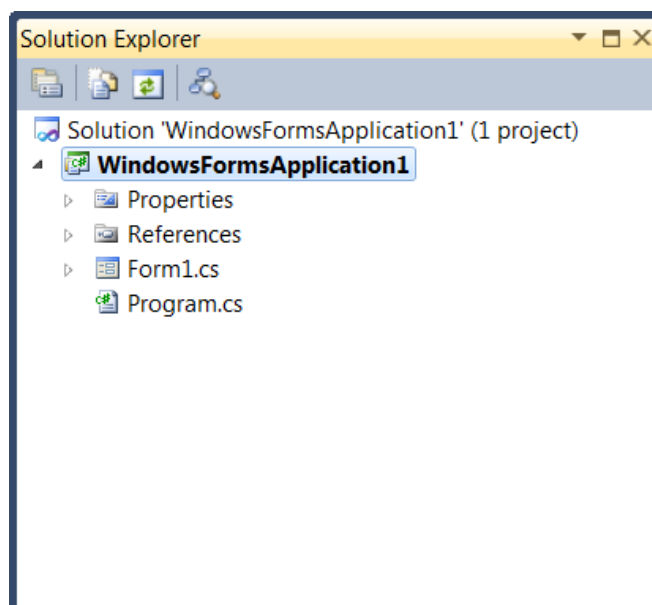 Solution Explorer
Solution 'WindowsFormsApplication1' (1 project)
WindowsFormsApplication1
Properties
References
Form1.cs
Program.cs